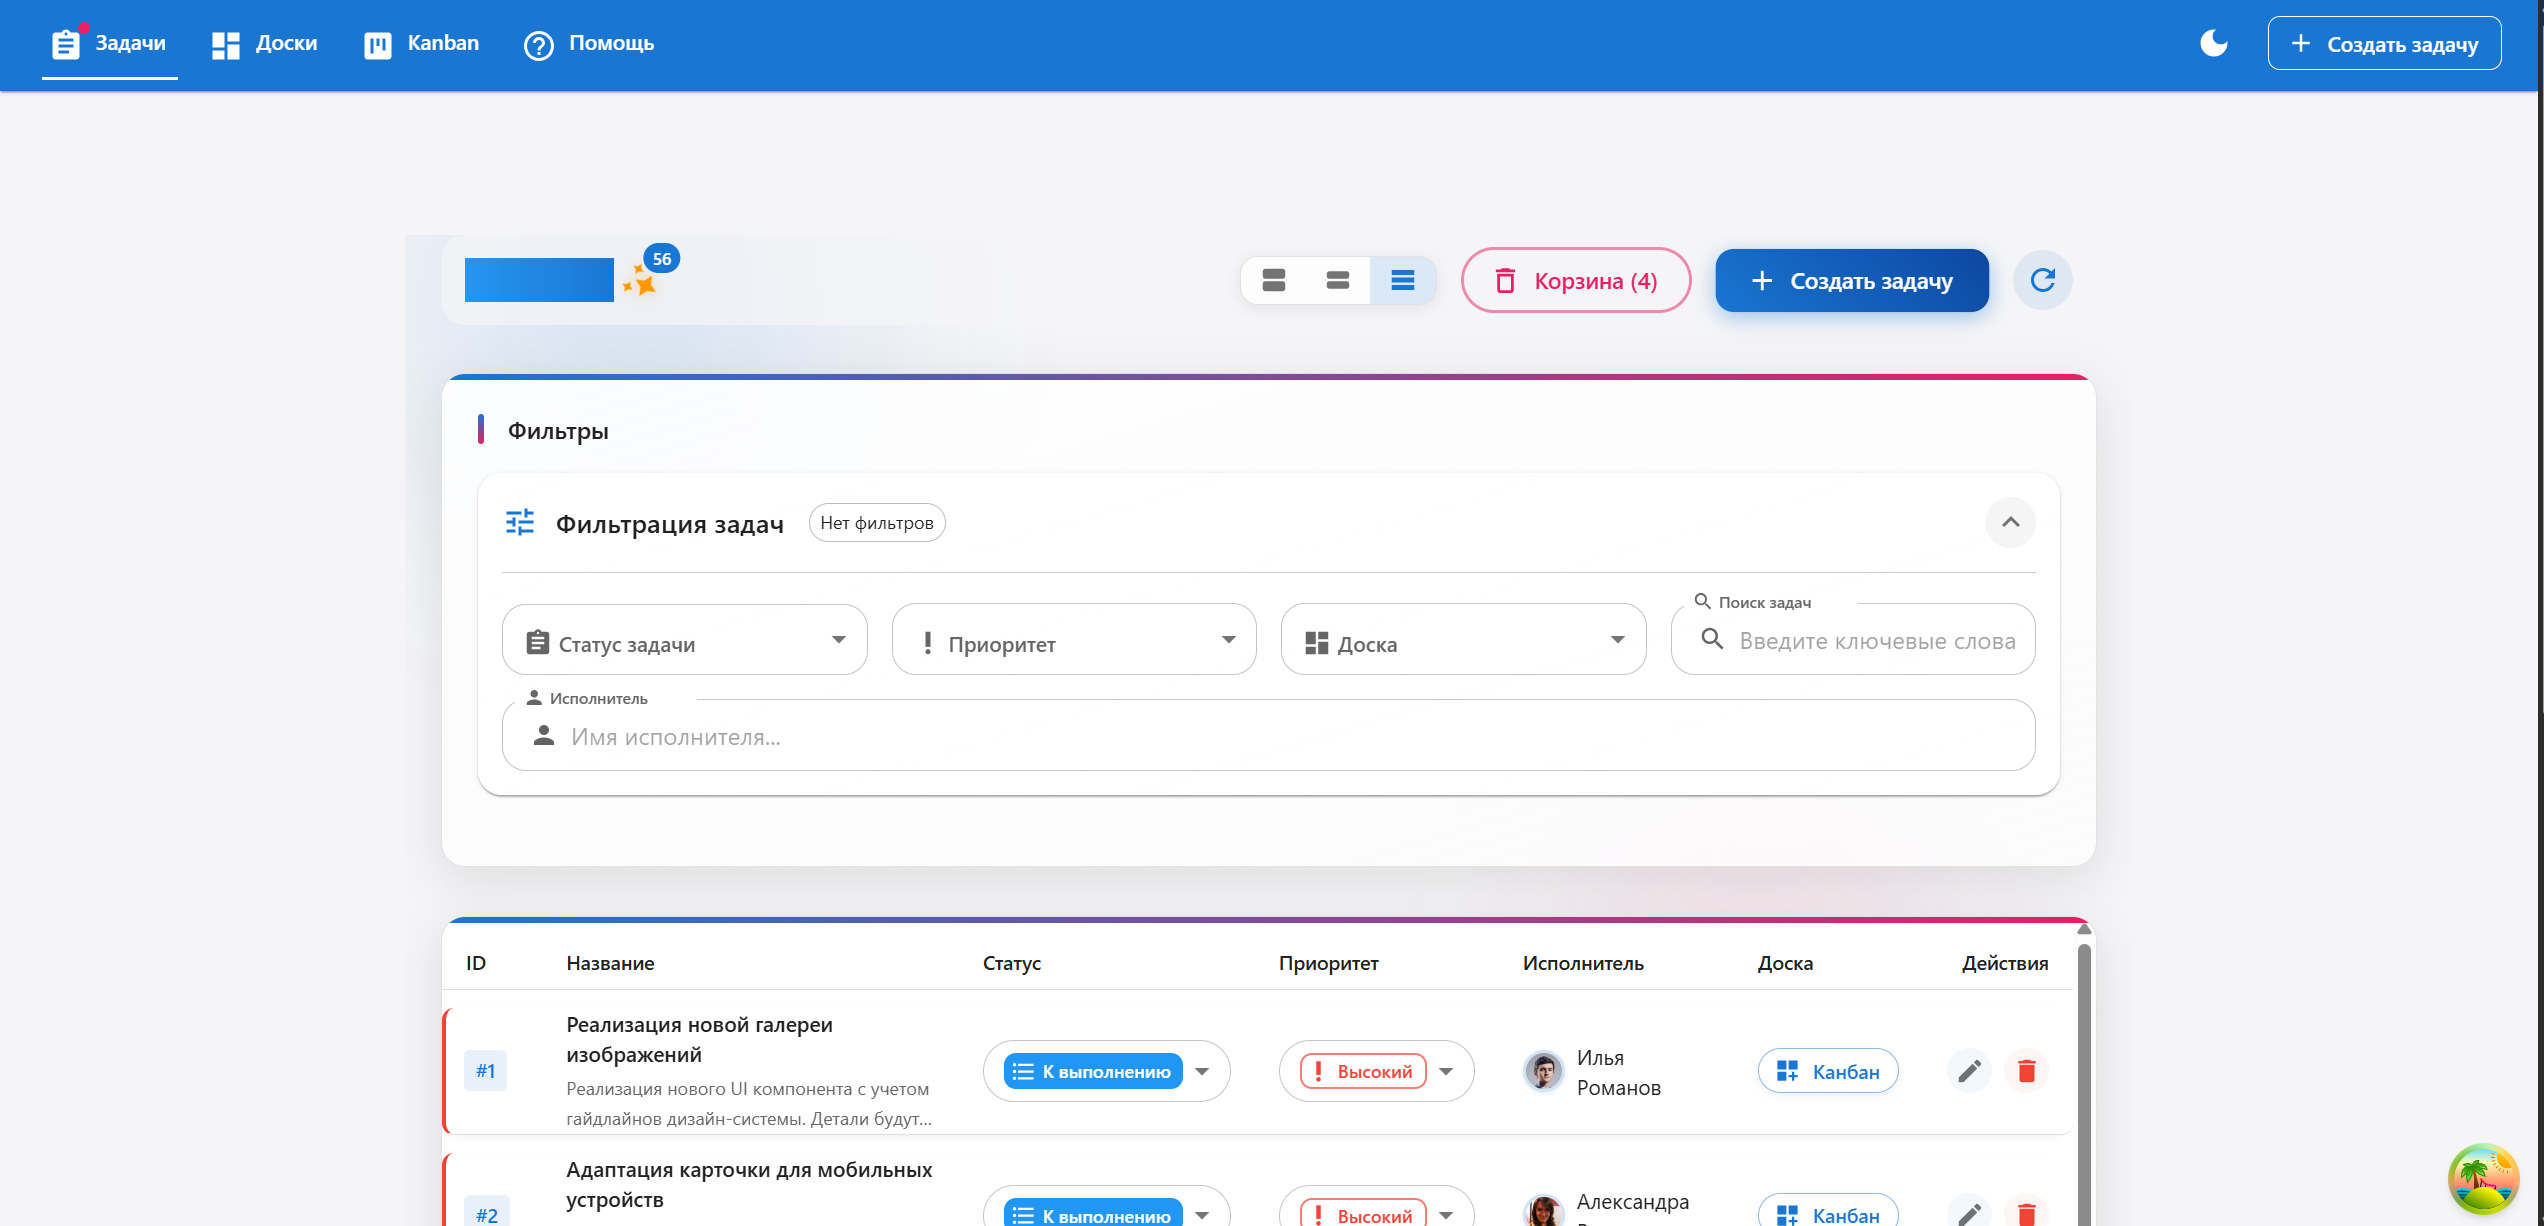 Задачи
Доски
Kanban
Помощь
Создать задачу
56
Корзина (4)
Создать задачу
Фильтры
Фильтрация задач
Нет фильтров
Статус задачи
Приоритет
Доска
Поиск задач
Введите ключевые слова
Исполнитель
Имя исполнителя...
ID
Название
Статус
Приоритет
Исполнитель
Доска
Действия
#1
Реализация новой галереи
изображений
Реализация нового UI компонента с учетом
гайдлайнов дизайн-системы. Детали будут...
К выполнению
Высокий
Илья
Романов
Канбан
#2
Адаптация карточки для мобильных
устройств
К выполнению
Высокий
Александра
Канбан